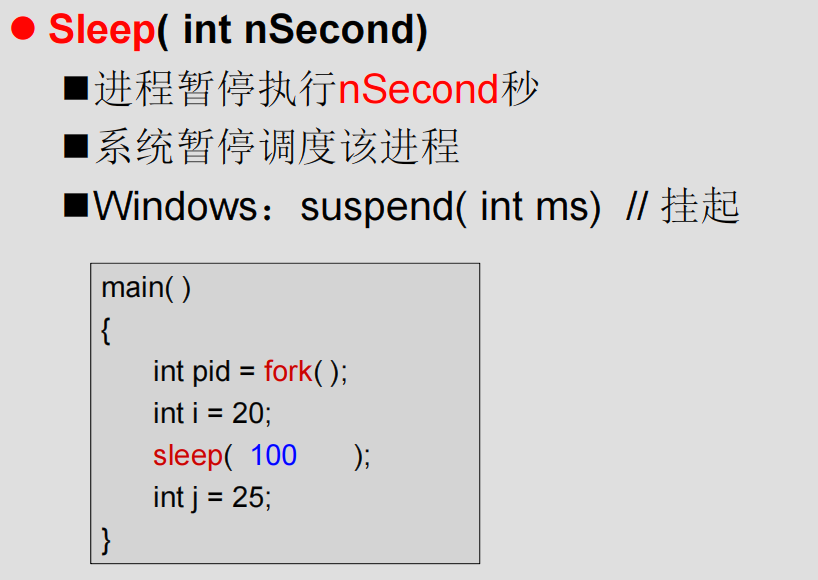 ● Sleep( int nSecond)
■进程暂停执行nSecond秒
■系统暂停调度该进程
■Windows：suspend( int ms) // 挂起
main( )
{
int pid = fork( );
int i = 20;
sleep( 100 );
int j = 25;
}